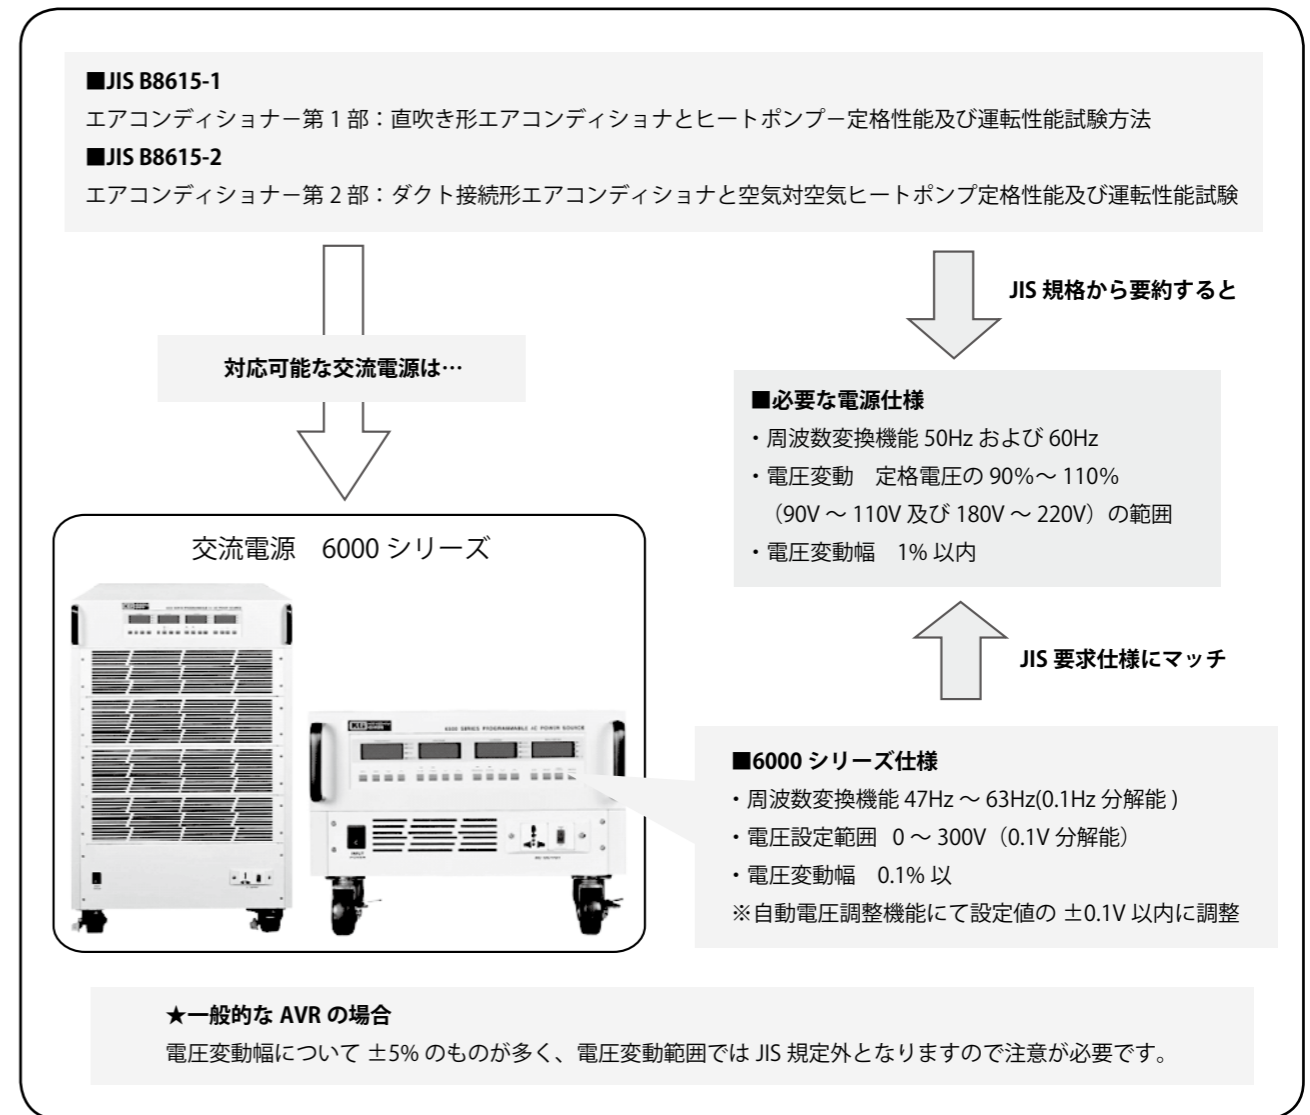 ■JIS B8615-1
エアコンディショナー第 1 部：直吹き形エアコンディショナとヒートポンプー定格性能及び運転性能試験方法
■JIS B8615-2
エアコンディショナー第 2 部：ダクト接続形エアコンディショナと空気対空気ヒートポンプ定格性能及び運転性能試験
対応可能な交流電源は…
JIS 規格から要約すると
■必要な電源仕様
・周波数変換機能 50Hz および 60Hz
・電圧変動　定格電圧の 90%～ 110%
（90V ～ 110V 及び 180V ～ 220V）の範囲
・電圧変動幅　1% 以内
交流電源　6000 シリーズ
JIS 要求仕様にマッチ
6000 SERIES PROGRAMMABLE AC POWER SOURCE
■6000 シリーズ仕様
・周波数変換機能 47Hz ～ 63Hz(0.1Hz 分解能 )
・電圧設定範囲　0 ～ 300V（0.1V 分解能）
・電圧変動幅　0.1% 以
※自動電圧調整機能にて設定値の ±0.1V 以内に調整
★一般的な AVR の場合
電圧変動幅について ±5% のものが多く、電圧変動範囲では JIS 規定外となりますので注意が必要です。